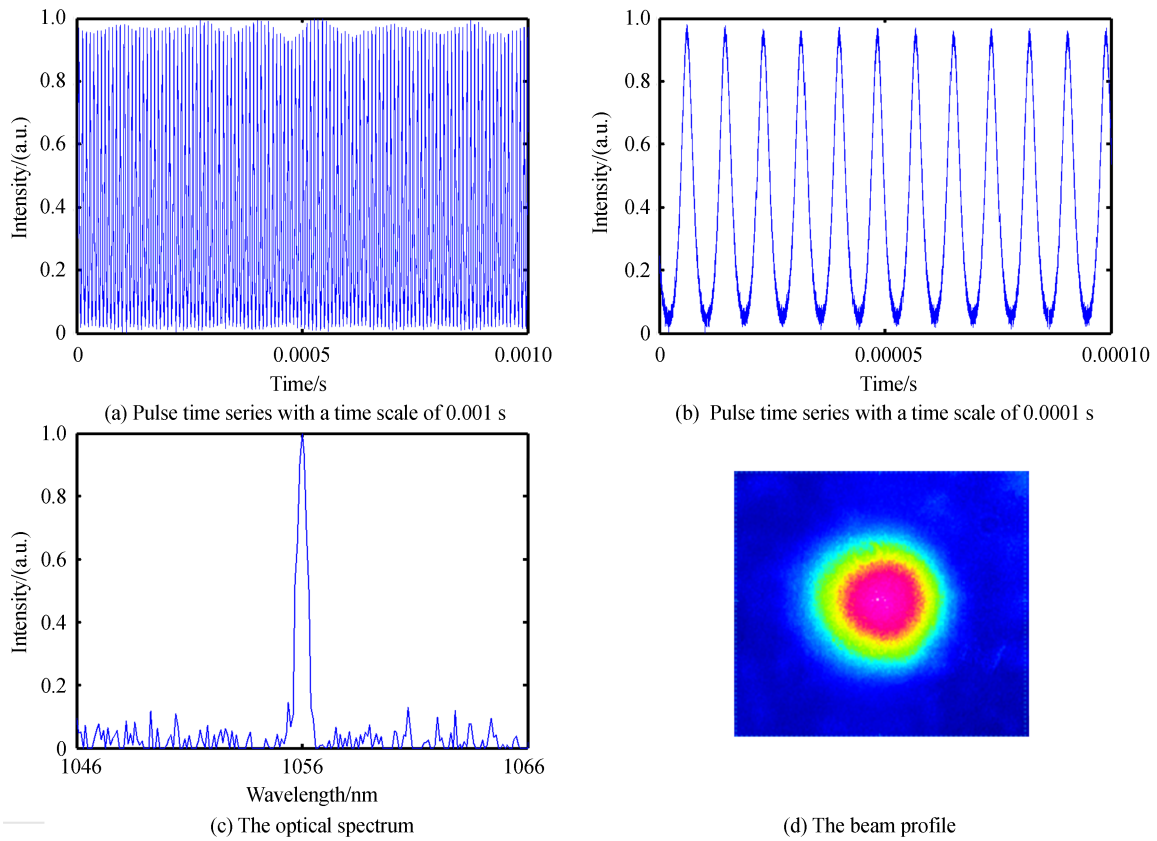 1.0
0.8
0.6
0.4
0.2
0
Intensity/(a.u.)
0
0.0005
0.0010
Time/s
(a) Pulse time series with a time scale of 0.001 s
1.0
0.8
0.6
0.4
0.2
0
Intensity/(a.u.)
0
0.00005
0.00010
Time/s
(b) Pulse time series with a time scale of 0.0001 s
1.0
0.8
0.6
0.4
0.2
0
Intensity/(a.u.)
1046
1056
1066
Wavelength/nm
(c) The optical spectrum
(d) The beam profile